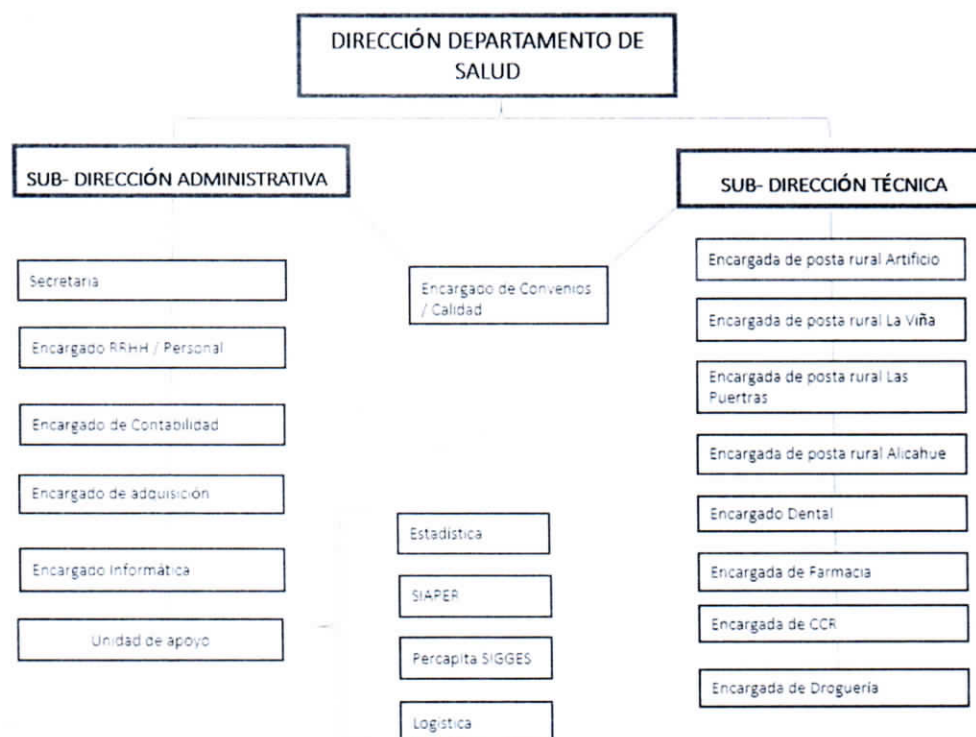 DIRECCIÓN DEPARTAMENTO DE
SALUD
SUB- DIRECCIÓN ADMINISTRATIVA
SUB- DIRECCIÓN TÉCNICA
Secretaria
Encargado RRHH / Personal
Encargado de Contabilidad
Encargado de adquisición
Encargado Informática
Unidad de apoyo
Encargado de Convenios
/ Calidad
Estadística
SIAPER
Percapita SIGGES
Logística
Encargada de posta rural Artificio
Encargada de posta rural La Viña
Encargada de posta rural Las
Puertras
Encargada de posta rural Alicahue
Encargado Dental
Encargada de Farmacia
Encargada de CCR
Encargada de Droguería